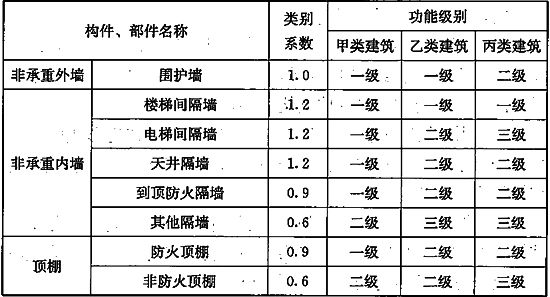 构件、部件名称 类别系数 功能级别
甲类建筑 乙类建筑 丙类建筑
非承重外墙 围护墙 1.0 一级 一级 二级
非承重内墙 楼梯间隔墙 1.2 一级 一级 一级
电梯间隔墙 1.2 一级 二级 三级
天井隔墙 1.2 一级 二级 二级
到顶防火隔墙 0.9 一级 二级 二级
其他隔墙 0.6 二级 三级 三级
顶棚 防火顶棚 0.9 一级 二级 二级
非防火顶棚 0.6 二级 二级 三级